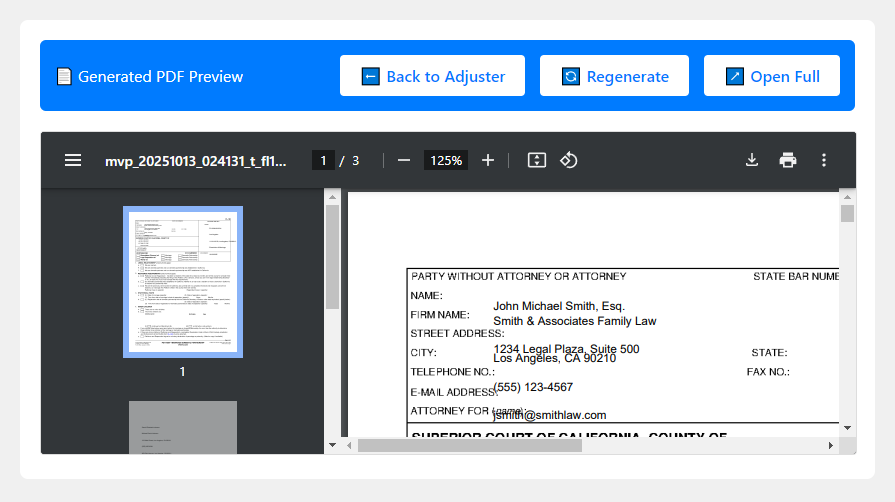 Generated PDF Preview
Back to Adjuster
Regenerate
Open Full
mvp_20251013_024131_t_fl1...
1 / 3
125%
1
PARTY WITHOUT ATTORNEY OR ATTORNEY STATE BAR NUME
NAME:
John Michael Smith, Esq.
FIRM NAME:
Smith & Associates Family Law
STREET ADDRESS:
1234 Legal Plaza, Suite 500
CITY: Los Angeles, CA 90210 STATE:
TELEPHONE NO.: FAX NO.:
(555) 123-4567
E-MAIL ADDRESS:
ATTORNEY FOR (name):
jsmith@smithlaw.com
SUPERIOR COURT OF CALIFORNIA, COUNTY OF